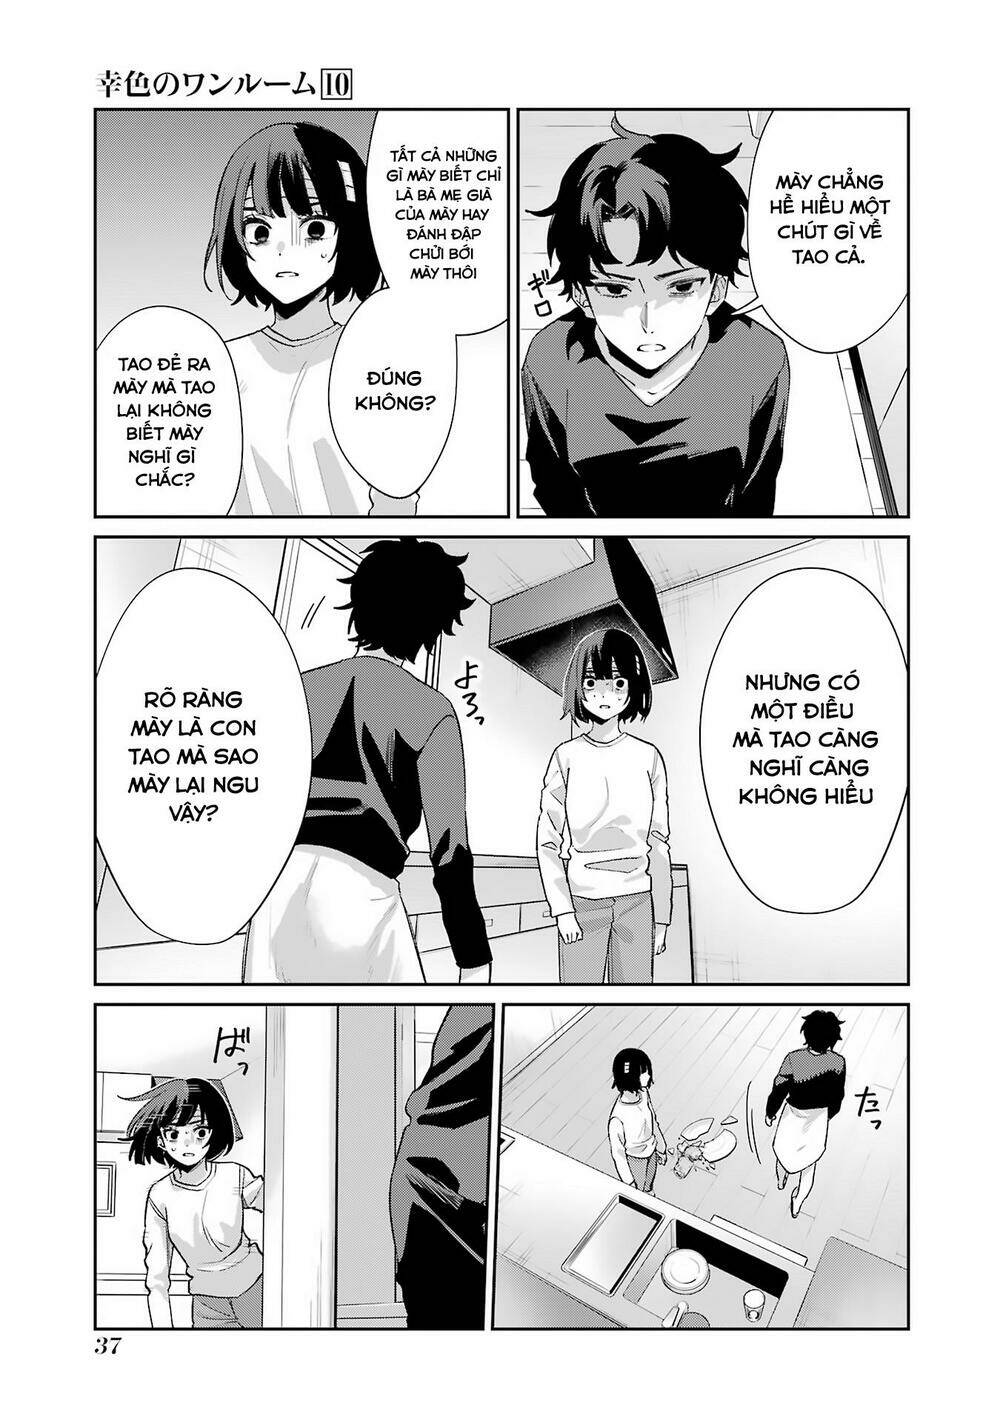 幸色のワンルーム 10
MÀY CHẲNG
HỀ HIỂU MỘT
CHÚT GÌ VỀ
TAO CẢ.
ギロ
TẤT CẢ NHỮNG
GÌ MÀY BIẾT CHỈ
LÀ BÀ MẸ GIÀ
CỦA MÀY HAY
ĐÁNH ĐẬP
CHỬI BỚI
MÀY THÔI
ĐÚNG
KHÔNG?
TAO ĐẺ RA
MÀY MÀ TAO
LẠI KHÔNG
BIẾT MÀY
NGHĨ GÌ
CHẮC?
NHƯNG CÓ
MỘT ĐIỀU
MÀ TAO CÀNG
NGHĨ CÀNG
KHÔNG HIỂU
よろっ
RÕ RÀNG
MÀY LÀ CON
TAO MÀ SAO
MÀY LẠI NGU
VẬY?
たっ
ばっ
37